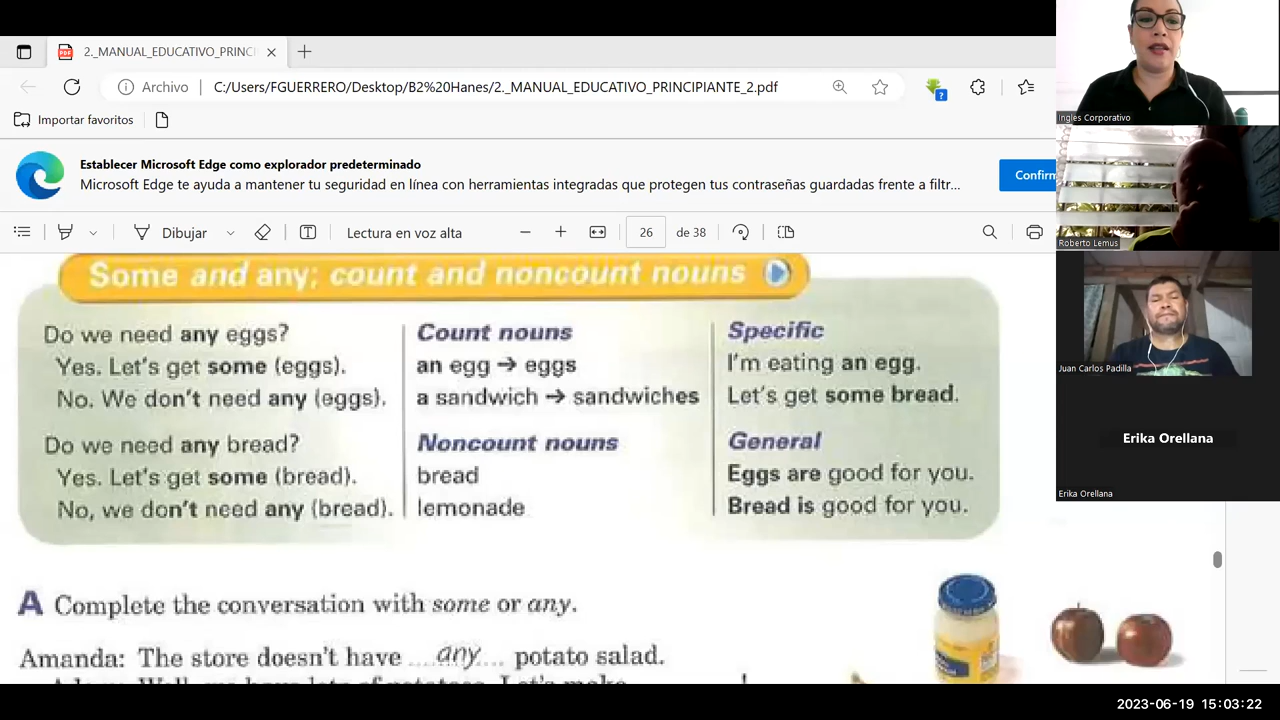 2._MANUAL_EDUCATIVO_PRINCI
Archivo
C:/Users/FGUERRERO/Desktop/B2%20Hanes/2._MANUAL_EDUCATIVO_PRINCIPIANTE_2.pdf
Importar favoritos
Establecer Microsoft Edge como explorador predeterminado
Microsoft Edge te ayuda a mantener tu seguridad en línea con herramientas integradas que protegen tus contraseñas guardadas frente a filtr...
Confirm
Dibujar
Lectura en voz alta
26
de 38
Some and any; count and noncount nouns
Do we need any eggs?
Yes. Let's get some (eggs).
No. We don't need any (eggs).
Do we need any bread?
Yes. Let's get some (bread).
No, we don't need any (bread).
Count nouns
an egg → eggs
a sandwich → sandwiches
Noncount nouns
bread
lemonade
Specific
I'm eating an egg.
Let's get some bread.
General
Eggs are good for you.
Bread is good for you.
A Complete the conversation with some or any.
Amanda: The store doesn't have ....any.... potato salad.
Ingles Corporativo
Roberto Lemus
Juan Carlos Padilla
Erika Orellana
Erika Orellana
2023-06-19 15:03:22